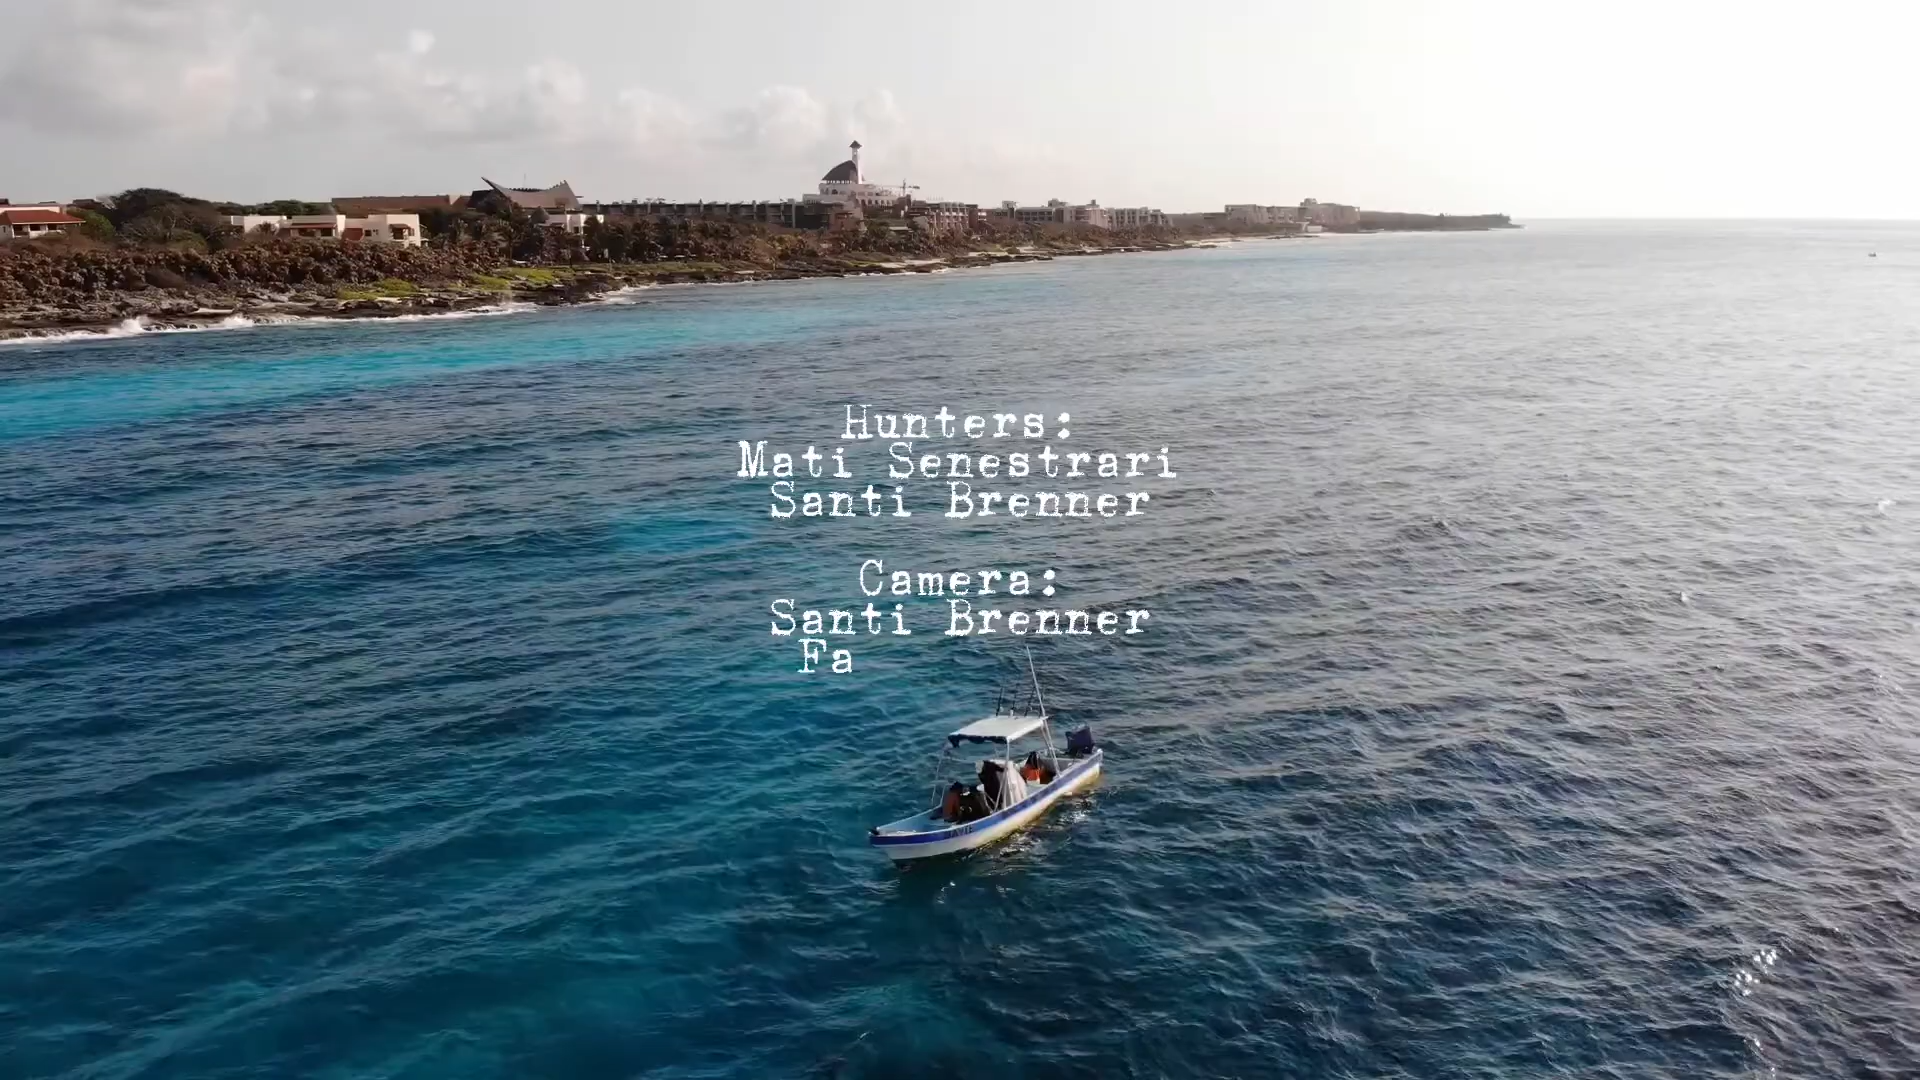 Hunters:
Mati Senestrari
Santi Brenner
Camera:
Santi Brenner
Fa